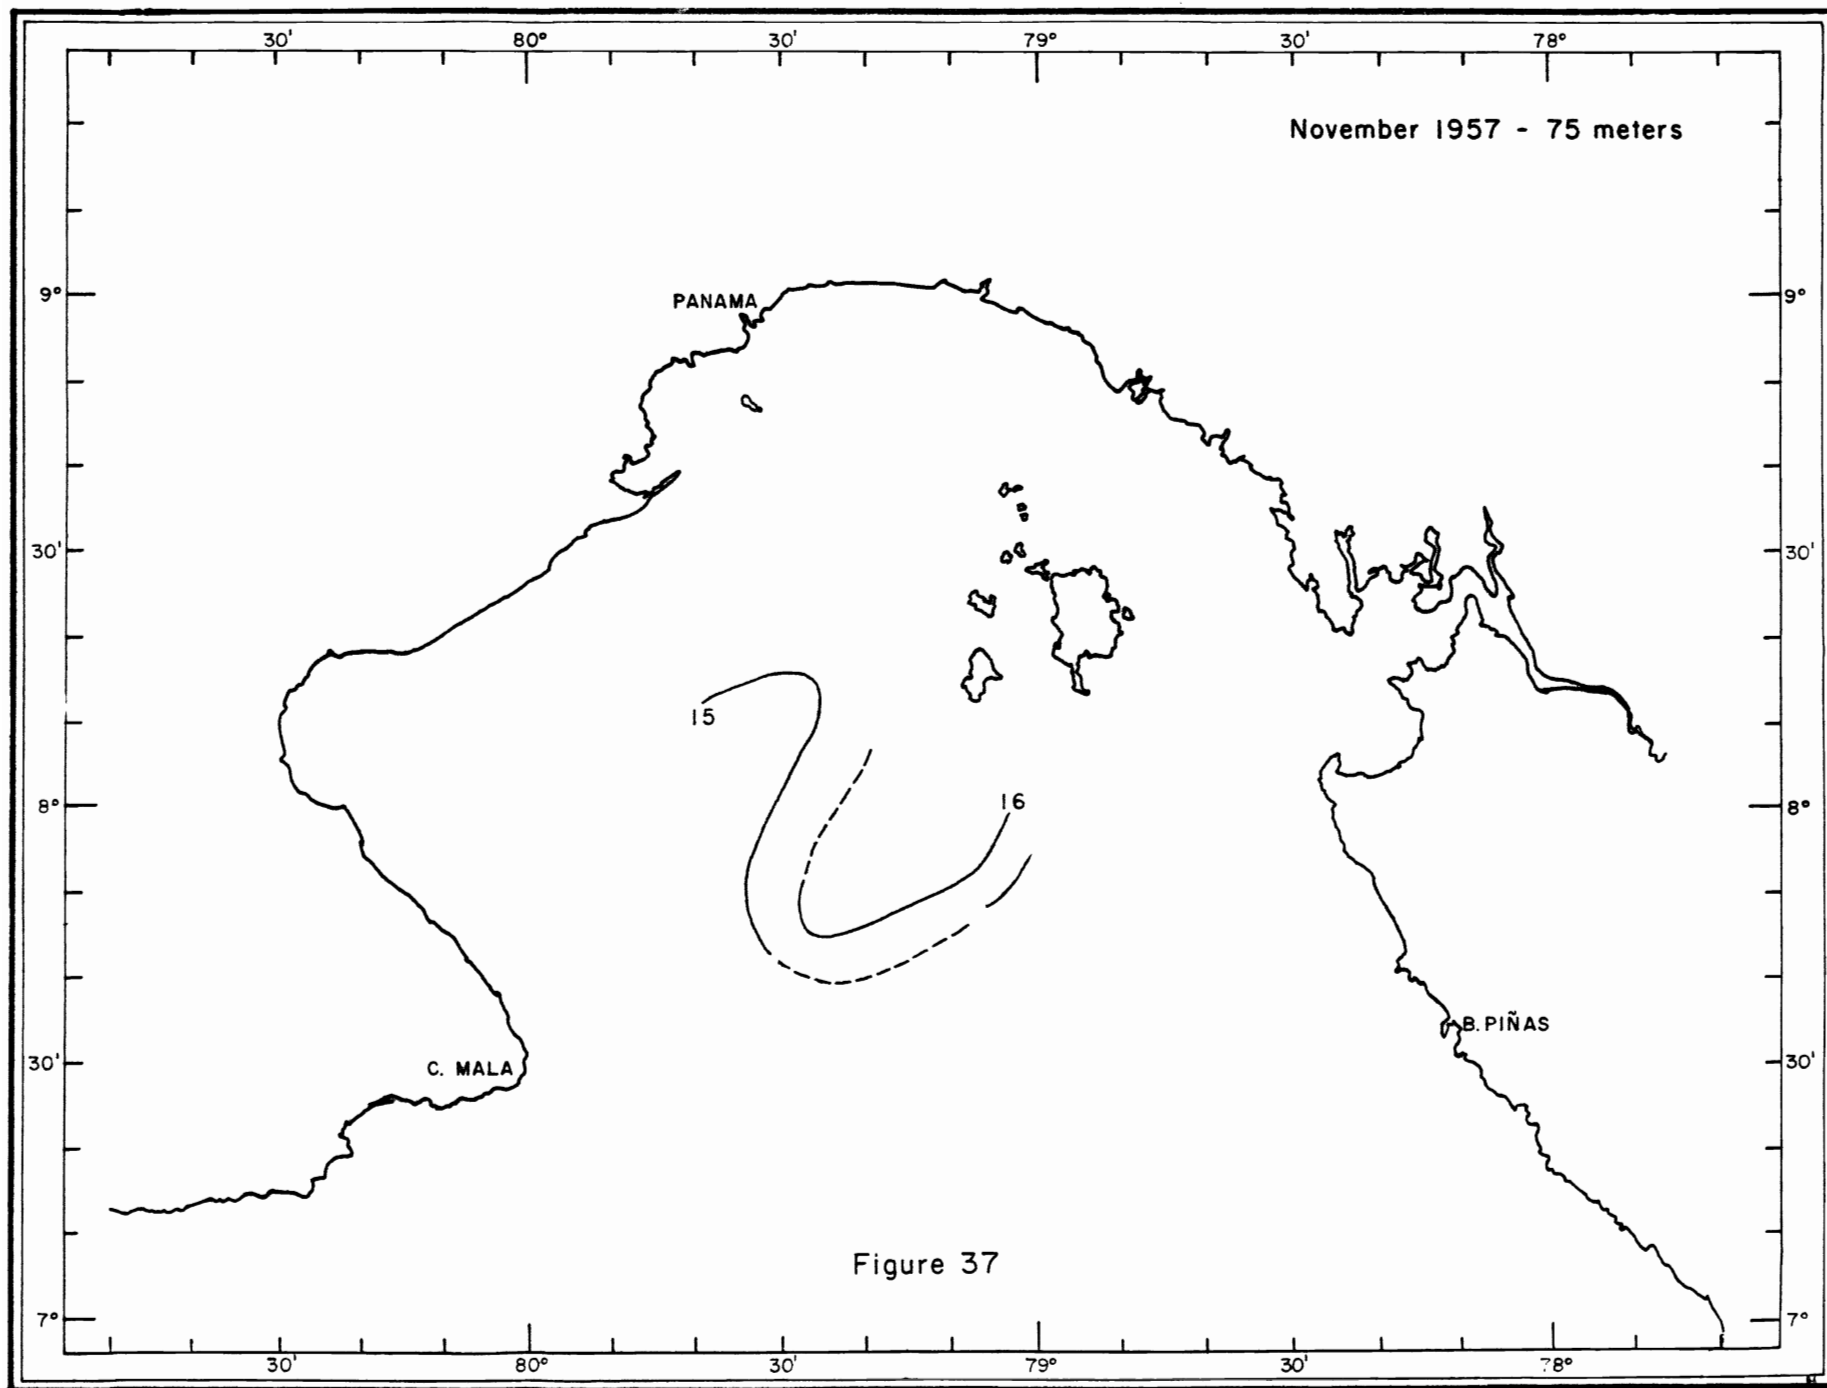 30' 80° 30' 79° 30' 78°
November 1957 - 75 meters
9° 9°
PANAMA
30' 30'
15
16
8° 8°
B. PIÑAS
30' 30'
C. MALA
Figure 37
7° 7°
30' 80° 30' 79° 30' 78°